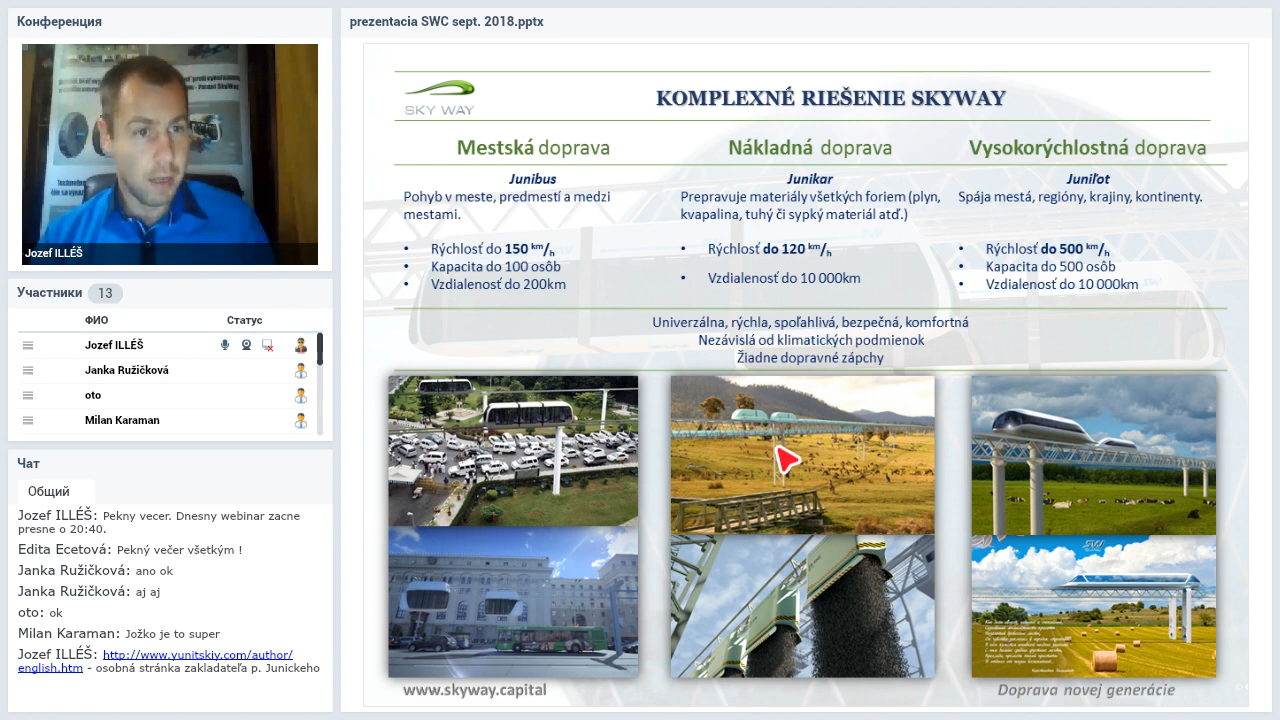 Конференция
Jozef ILLÉŠ
Участники 13
ФИО Статус
Jozef ILLÉŠ
Janka Ružičková
oto
Milan Karaman
Чат
Общий
Jozef ILLÉŠ: Pekny vecer. Dnesny webinar zacne
presne o 20:40.
Edita Ecetová: Pekný večer všetkým !
Janka Ružičková: ano ok
Janka Ružičková: aj aj
oto: ok
Milan Karaman: Jožko je to super
Jozef ILLÉŠ: http://www.yunitskiy.com/author/
english.htm - osobná stránka zakladateľa p. Junickeho
prezentacia SWC sept. 2018.pptx
SKY WAY
KOMPLEXNÉ RIEŠENIE SKYWAY
Mestská doprava
Junibus
Pohyb v meste, predmestí a medzi
mestami.
• Rýchlosť do 150 km/h
• Kapacita do 100 osôb
• Vzdialenosť do 200km
Nákladná doprava
Junikar
Prepravuje materiály všetkých foriem (plyn,
kvapalina, tuhý či sypký materiál atď.)
• Rýchlosť do 120 km/h
• Vzdialenosť do 10 000km
Vysokorýchlostná doprava
Juniľot
Spája mestá, regióny, krajiny, kontinenty.
• Rýchlosť do 500 km/h
• Kapacita do 500 osôb
• Vzdialenosť do 10 000km
Univerzálna, rýchla, spoľahlivá, bezpečná, komfortná
Nezávislá od klimatických podmienok
Žiadne dopravné zápchy
www.skyway.capital
Doprava novej generácie